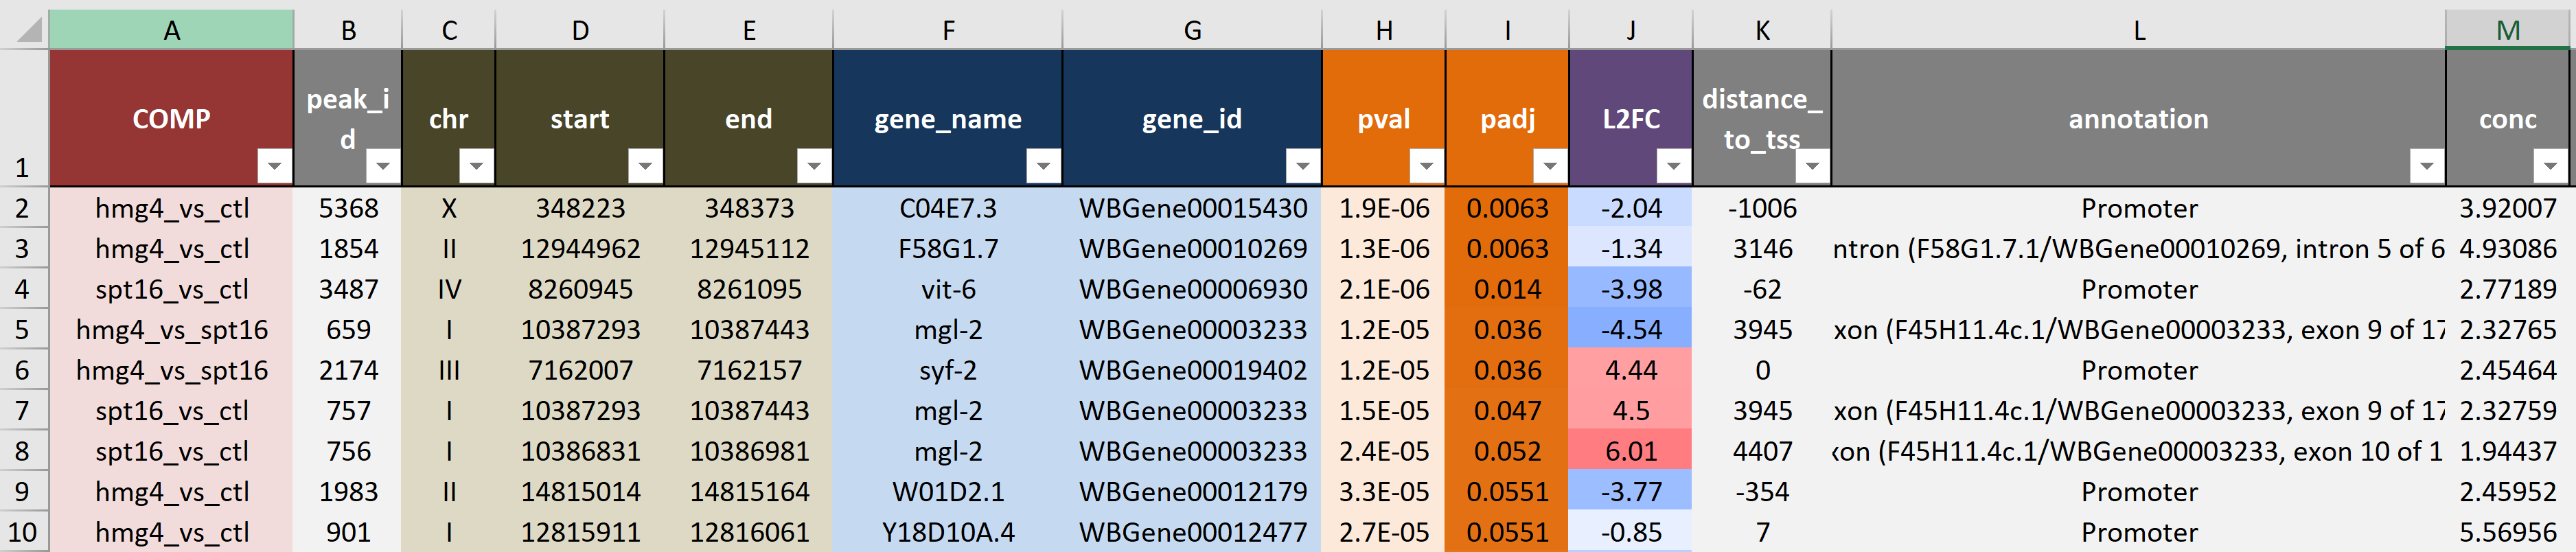 A B C D E F G H I J K L M
1 COMP peak_i chr start end gene_name gene_id pval padj L2FC distance_ annotation conc
d to_tss
2 hmg4_vs_ctl 5368 X 348223 348373 C04E7.3 WBGene00015430 1.9E-06 0.0063 -2.04 -1006 Promoter 3.92007
3 hmg4_vs_ctl 1854 II 12944962 12945112 F58G1.7 WBGene00010269 1.3E-06 0.0063 -1.34 3146 ntron (F58G1.7.1/WBGene00010269, intron 5 of 6 4.93086
4 spt16_vs_ctl 3487 IV 8260945 8261095 vit-6 WBGene00006930 2.1E-06 0.014 -3.98 -62 Promoter 2.77189
5 hmg4_vs_spt16 659 I 10387293 10387443 mgl-2 WBGene00003233 1.2E-05 0.036 -4.54 3945 xon (F45H11.4c.1/WBGene00003233, exon 9 of 17 2.32765
6 hmg4_vs_spt16 2174 III 7162007 7162157 syf-2 WBGene00019402 1.2E-05 0.036 4.44 0 Promoter 2.45464
7 spt16_vs_ctl 757 I 10387293 10387443 mgl-2 WBGene00003233 1.5E-05 0.047 4.5 3945 xon (F45H11.4c.1/WBGene00003233, exon 9 of 17 2.32759
8 spt16_vs_ctl 756 I 10386831 10386981 mgl-2 WBGene00003233 2.4E-05 0.052 6.01 4407 xon (F45H11.4c.1/WBGene00003233, exon 10 of 1 1.94437
9 hmg4_vs_ctl 1983 II 14815014 14815164 W01D2.1 WBGene00012179 3.3E-05 0.0551 -3.77 -354 Promoter 2.45952
10 hmg4_vs_ctl 901 I 12815911 12816061 Y18D10A.4 WBGene00012477 2.7E-05 0.0551 -0.85 7 Promoter 5.56956